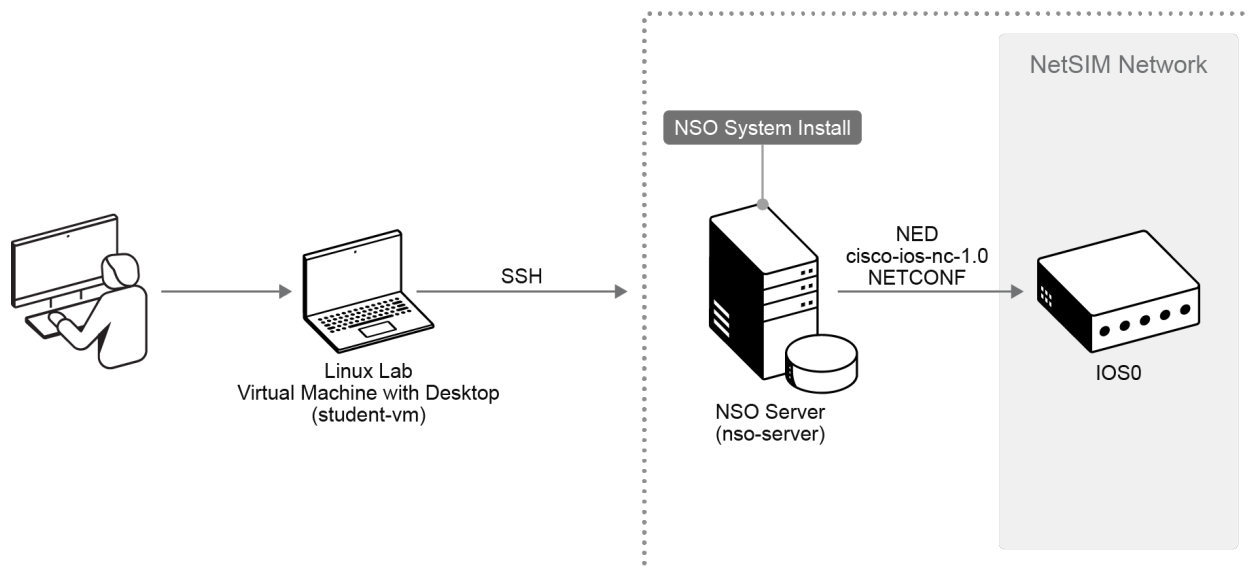 NetSIM Network
NSO System Install
NED
cisco-ios-nc-1.0
NETCONF
SSH
Linux Lab
Virtual Machine with Desktop
(student-vm)
NSO Server
(nso-server)
IOS0